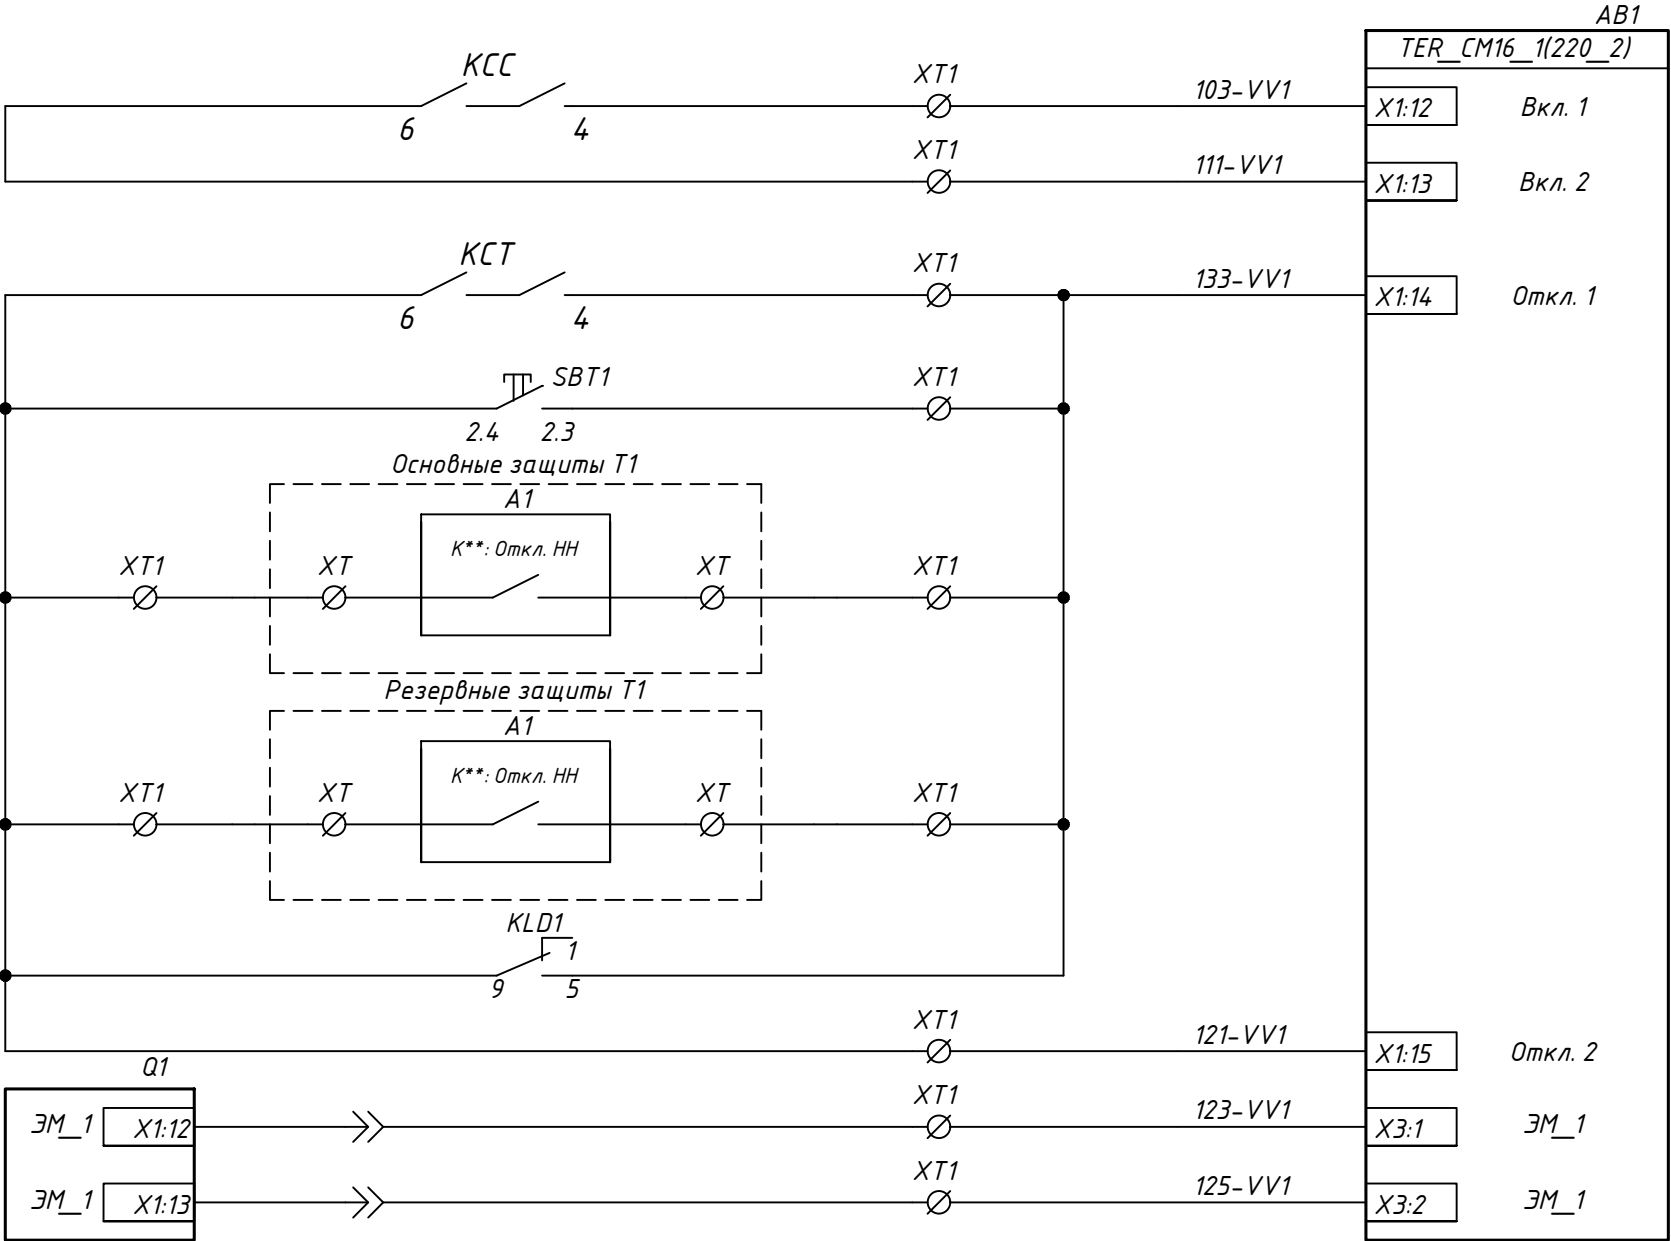 AB1
TER_CM16_1(220_2)
КСС
XT1
103-VV1
X1:12
Вкл. 1
6
4
XT1
111-VV1
X1:13
Вкл. 2
КСТ
XT1
133-VV1
X1:14
Откл. 1
6
4
SBT1
XT1
2.4
2.3
Основные защиты Т1
A1
К**: Откл. НН
XT1
XT
XT
XT1
Резервные защиты Т1
A1
К**: Откл. НН
XT1
XT
XT
XT1
KLD1
1
9
5
XT1
121-VV1
X1:15
Откл. 2
Q1
ЭМ_1
X1:12
XT1
123-VV1
X3:1
ЭМ_1
ЭМ_1
X1:13
XT1
125-VV1
X3:2
ЭМ_1